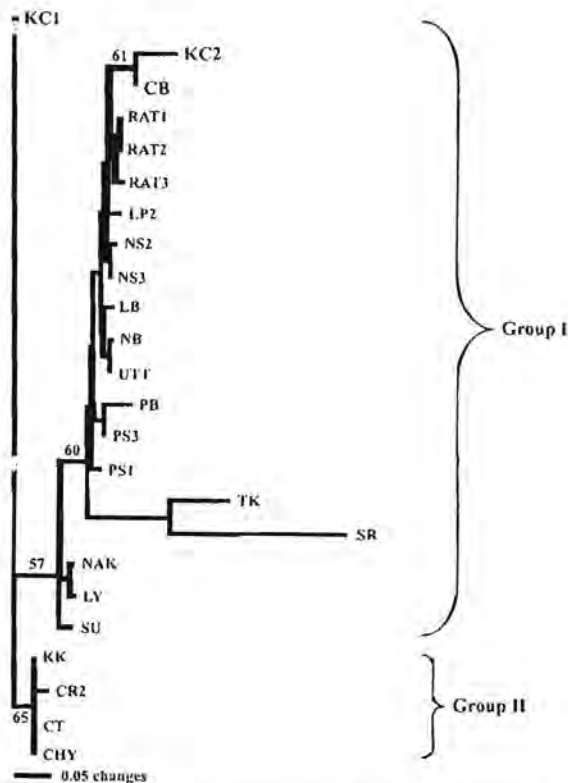 KC1
61
KC2
CB
RAT1
RAT2
RAT3
LP2
NS2
NS3
LB
NB
UTT
PB
PS3
60
PS1
TK
SR
57
NAK
LY
SU
KK
CR2
65
CT
CHY
0.05 changes
Group I
Group II